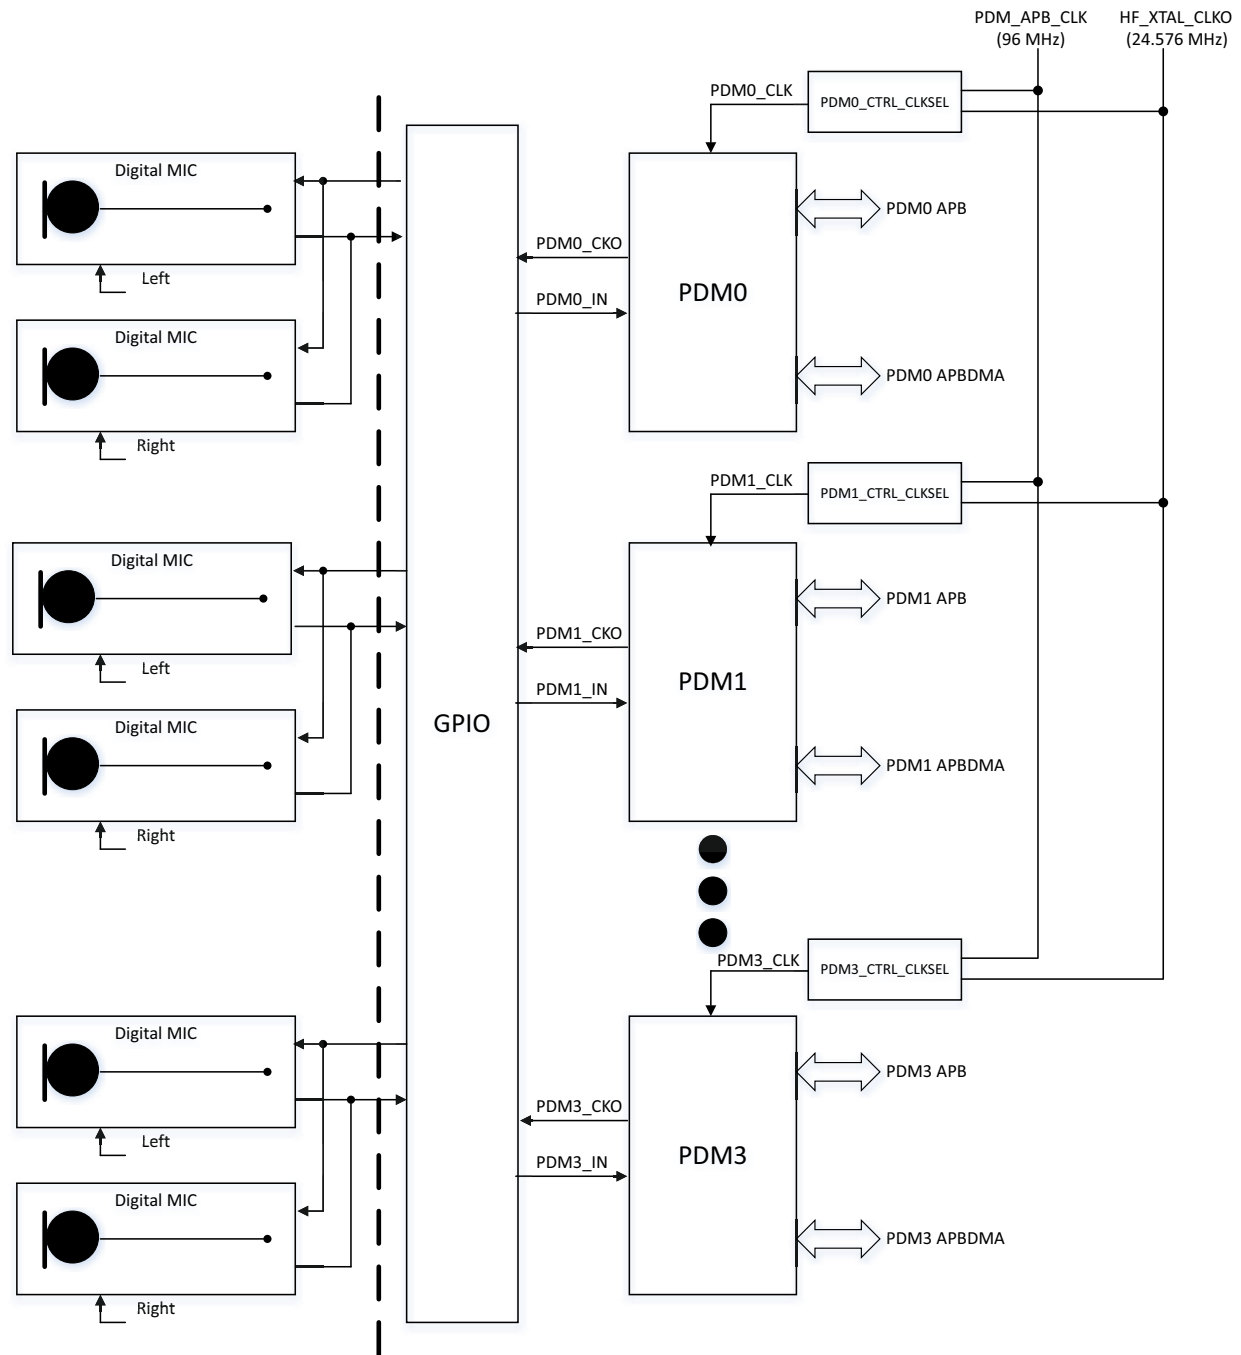 PDM_APB_CLK
(96 MHz)
HF_XTAL_CLKO
(24.576 MHz)
PDM0_CLK
PDM0_CTRL_CLKSEL
Digital MIC
Left
Digital MIC
Right
PDM0_CKO
PDM0_IN
PDM0
PDM0 APB
PDM0 APBDMA
PDM1_CLK
PDM1_CTRL_CLKSEL
Digital MIC
Left
Digital MIC
Right
GPIO
PDM1_CKO
PDM1_IN
PDM1
PDM1 APB
PDM1 APBDMA
PDM3_CLK
PDM3_CTRL_CLKSEL
Digital MIC
Left
Digital MIC
Right
PDM3_CKO
PDM3_IN
PDM3
PDM3 APB
PDM3 APBDMA